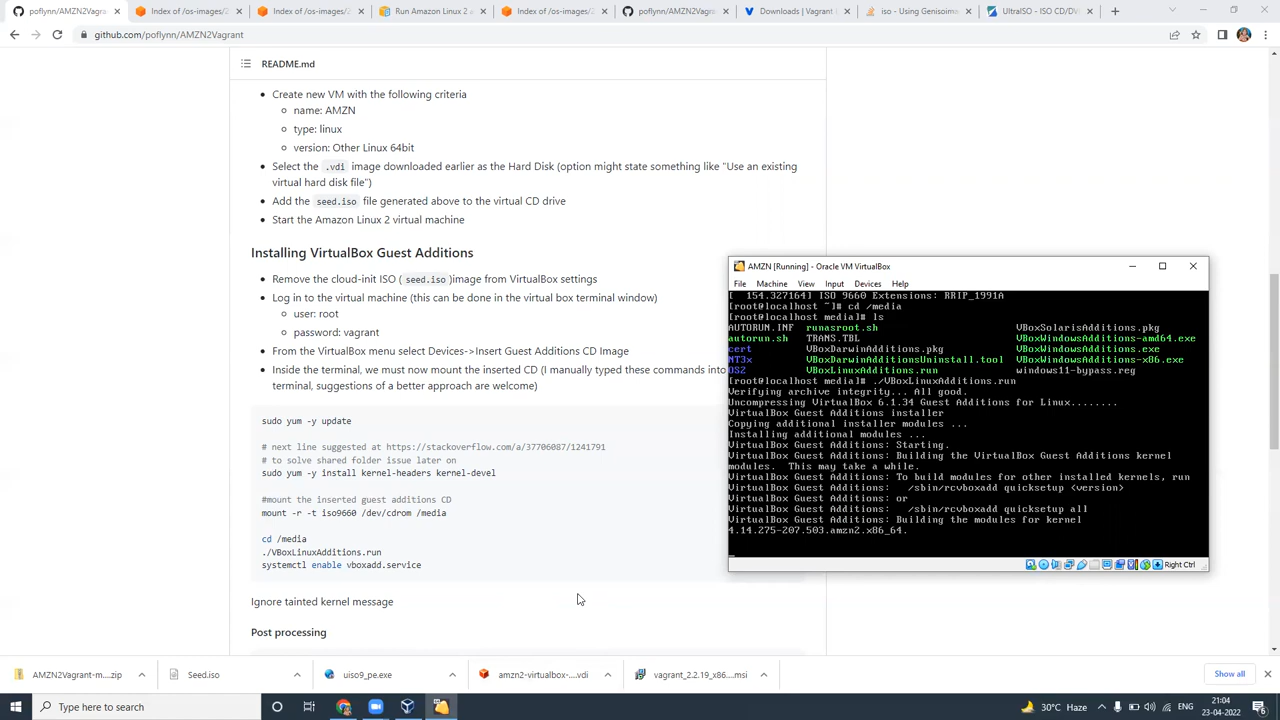 poflynn/AMZN2Vagrant
Index of /os-images/2.
Index of /os-images/2.
Run Amazon Linux 2 a
Index of /os-images/2.
poflynn/AMZN2Vagrant
Downloads | Vagrant b
iso - Using Genisoimag
UltraISO - ISO CD/DVD
github.com/poflynn/AMZN2Vagrant
README.md
Create new VM with the following criteria
name: AMZN
type: linux
version: Other Linux 64bit
Select the .vdi image downloaded earlier as the Hard Disk (option might state something like "Use an existing
virtual hard disk file")
Add the seed.iso file generated above to the virtual CD drive
Start the Amazon Linux 2 virtual machine
Installing VirtualBox Guest Additions
Remove the cloud-init ISO ( seed.iso )image from VirtualBox settings
Log in to the virtual machine (this can be done in the virtual box terminal window)
user: root
password: vagrant
From the VirtualBox menu select Devices->Insert Guest Additions CD Image
Inside the terminal, we must now mount the inserted CD (I manually typed these commands into
terminal, suggestions of a better approach are welcome)
sudo yum -y update
# next line suggested at https://stackoverflow.com/a/37706087/1241791
# to solve shared folder issue later on
sudo yum -y install kernel-headers kernel-devel
#mount the inserted guest additions CD
mount -r -t iso9660 /dev/cdrom /media
cd /media
./VBoxLinuxAdditions.run
systemctl enable vboxadd.service
Ignore tainted kernel message
Post processing
AMZN [Running] - Oracle VM VirtualBox
File Machine View Input Devices Help
[  154.327164] ISO 9660 Extensions: RRIP_1991A
[root@localhost ~]# cd /media
[root@localhost media]# ls
AUTORUN.INF runasroot.sh VBoxSolarisAdditions.pkg
autorun.sh TRANS.TBL VBoxWindowsAdditions-amd64.exe
cert VBoxDarwinAdditions.pkg VBoxWindowsAdditions.exe
NT3x VBoxDarwinAdditionsUninstall.tool VBoxWindowsAdditions-x86.exe
OS2 VBoxLinuxAdditions.run windows11-bypass.reg
[root@localhost media]# ./VBoxLinuxAdditions.run
Verifying archive integrity... All good.
Uncompressing VirtualBox 6.1.34 Guest Additions for Linux........
VirtualBox Guest Additions installer
Copying additional installer modules ...
Installing additional modules ...
VirtualBox Guest Additions: Starting.
VirtualBox Guest Additions: Building the VirtualBox Guest Additions kernel
modules.  This may take a while.
VirtualBox Guest Additions: To build modules for other installed kernels, run
VirtualBox Guest Additions:   /sbin/rcvboxadd quicksetup <version>
VirtualBox Guest Additions: or
VirtualBox Guest Additions:   /sbin/rcvboxadd quicksetup all
VirtualBox Guest Additions: Building the modules for kernel
4.14.275-207.503.amzn2.x86_64.
Right Ctrl
AMZN2Vagrant-m....zip
Seed.iso
uiso9_pe.exe
amzn2-virtualbox-....vdi
vagrant_2.2.19_x86....msi
Show all
Type here to search
30°C Haze
ENG
21:04
23-04-2022
6